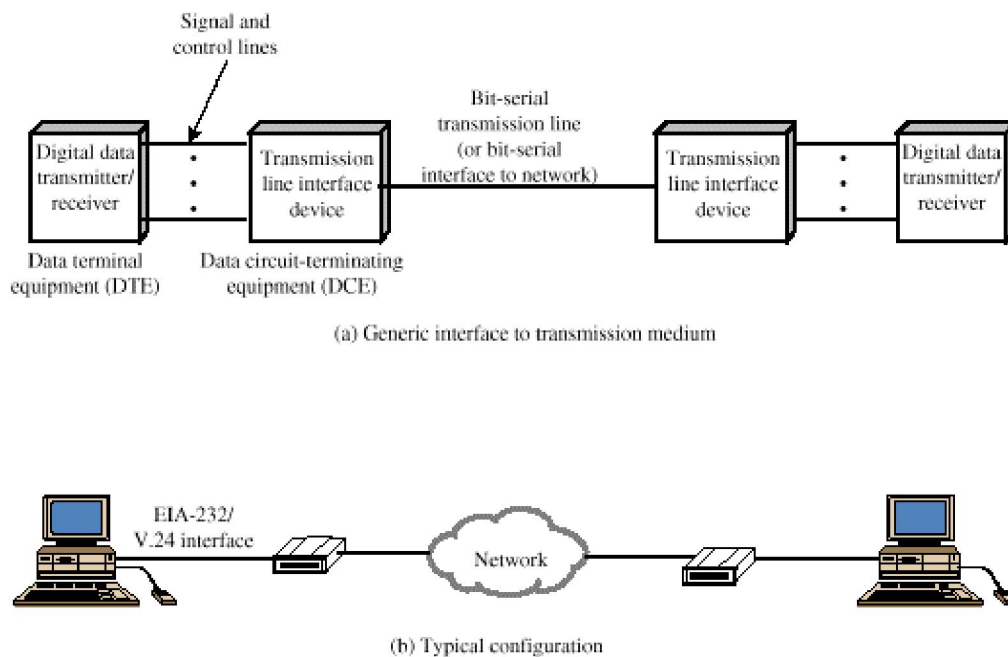 Signal and
control lines
Bit-serial
transmission line
(or bit-serial
interface to network)
Digital data
transmitter/
receiver
Transmission
line interface
device
Transmission
line interface
device
Digital data
transmitter/
receiver
Data terminal
equipment (DTE)
Data circuit-terminating
equipment (DCE)
(a) Generic interface to transmission medium
EIA-232/
V.24 interface
Network
(b) Typical configuration